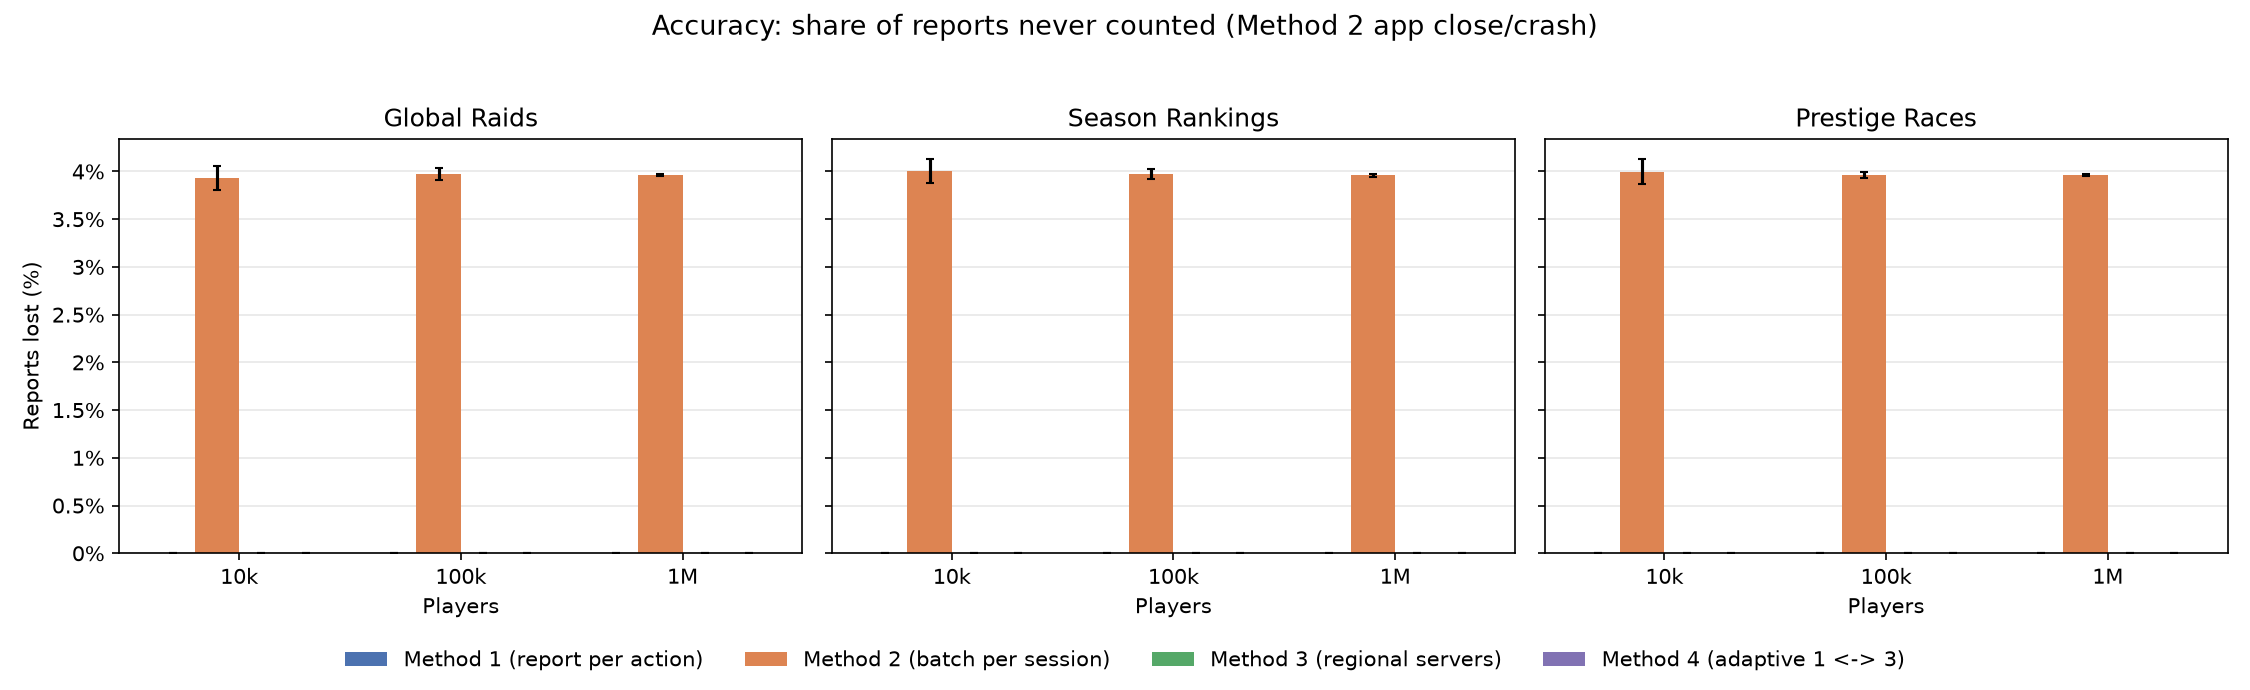 Accuracy: share of reports never counted (Method 2 app close/crash)
Global Raids
Season Rankings
Prestige Races
Reports lost (%)
4%
3.5%
3%
2.5%
2%
1.5%
1%
0.5%
0%
10k 100k 1M
10k 100k 1M
10k 100k 1M
Players
Players
Players
Method 1 (report per action)
Method 2 (batch per session)
Method 3 (regional servers)
Method 4 (adaptive 1 <-> 3)